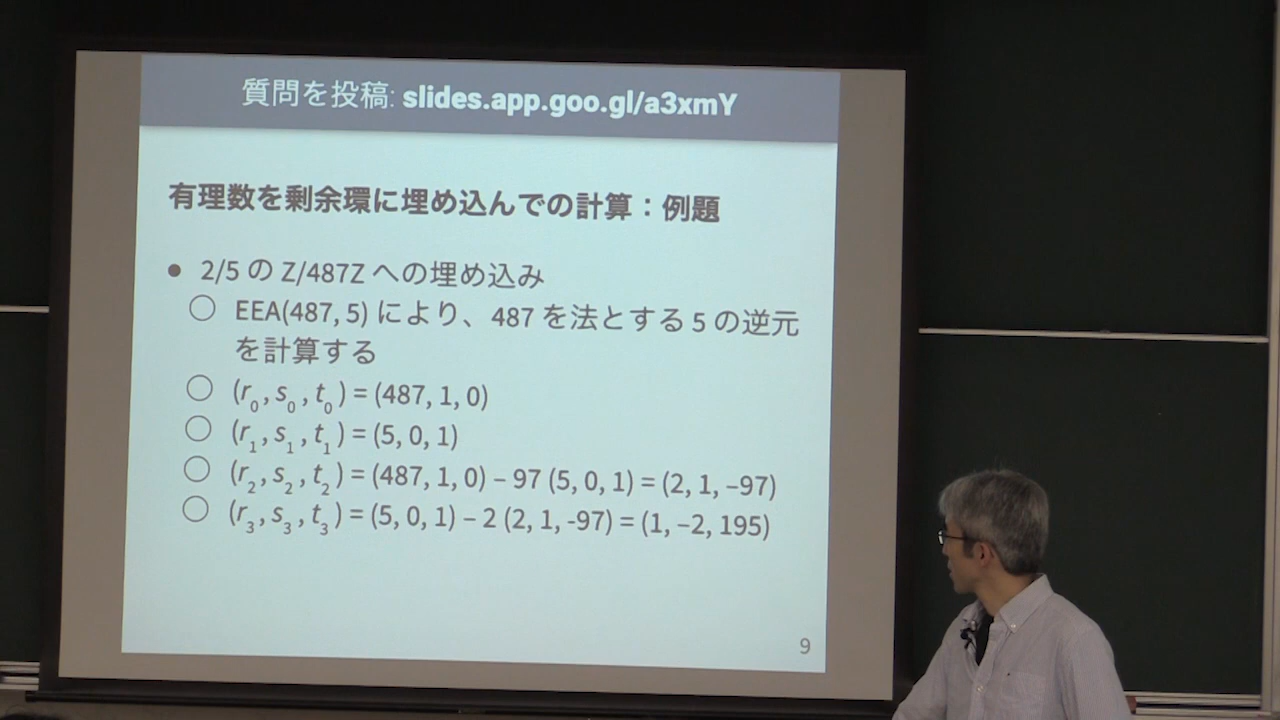 質問を投稿: slides.app.goo.gl/a3xmY
有理数を剰余環に埋め込んでの計算：例題
● 2/5 の Z/487Z への埋め込み
○ EEA(487, 5) により、487 を法とする 5 の逆元
を計算する
○ (r₀, s₀, t₀) = (487, 1, 0)
○ (r₁, s₁, t₁) = (5, 0, 1)
○ (r₂, s₂, t₂) = (487, 1, 0) – 97 (5, 0, 1) = (2, 1, –97)
○ (r₃, s₃, t₃) = (5, 0, 1) – 2 (2, 1, -97) = (1, –2, 195)
9